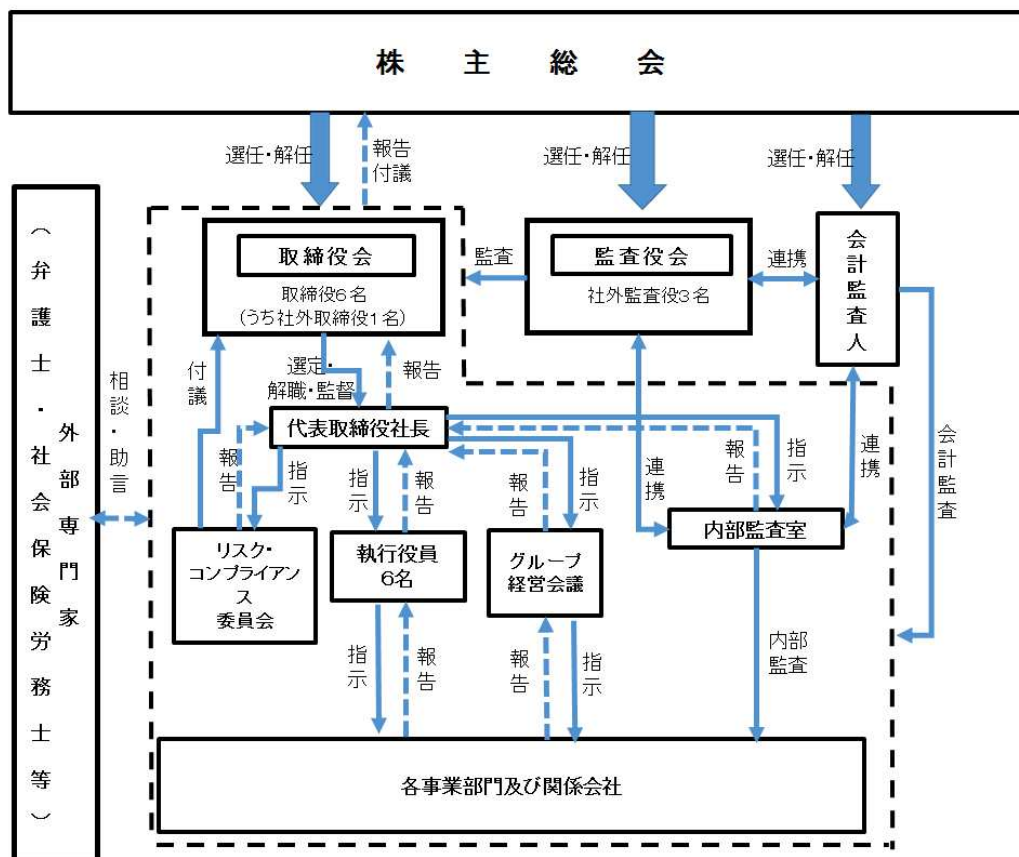 株主総会
選任・解任
報告
付議
選任・解任
選任・解任
取締役会
取締役6名
(うち社外取締役1名)
監査
監査役会
社外監査役3名
連携
会計監査人
外部専門家
(弁護士・社会保険労務士等)
相談・助言
付議
選定・
解職・監督
報告
代表取締役社長
報告
指示
指示
報告
報告
指示
連携
報告
指示
連携
会計監査
リスク・
コンプライアン
ス
委員会
執行役員
6名
グループ
経営会議
内部監査室
指示
報告
報告
指示
内部
監査
各事業部門及び関係会社